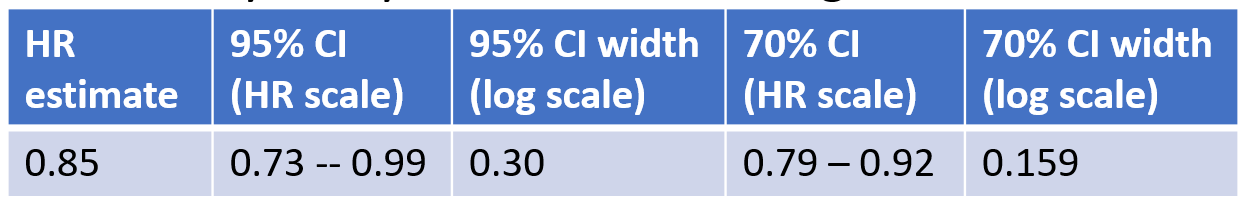 HR estimate
95% CI (HR scale)
95% CI width (log scale)
70% CI (HR scale)
70% CI width (log scale)
0.85
0.73 -- 0.99
0.30
0.79 – 0.92
0.159